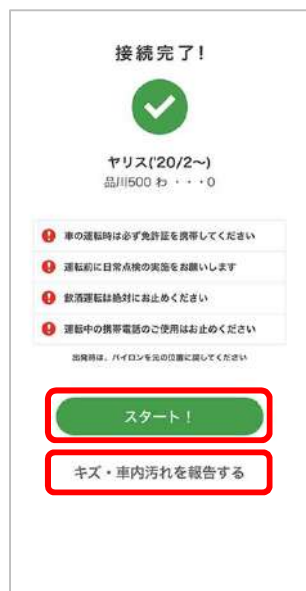 接続完了!
ヤリス('20/2〜)
品川500 わ ・・・0
車の運転時は必ず免許証を携帯してください
運転前に日常点検の実施をお願いします
飲酒運転は絶対にお止めください
運転中の携帯電話のご使用はお止めください
出発時は、パイロンを元の位置に戻してください
スタート!
キズ・車内汚れを報告する